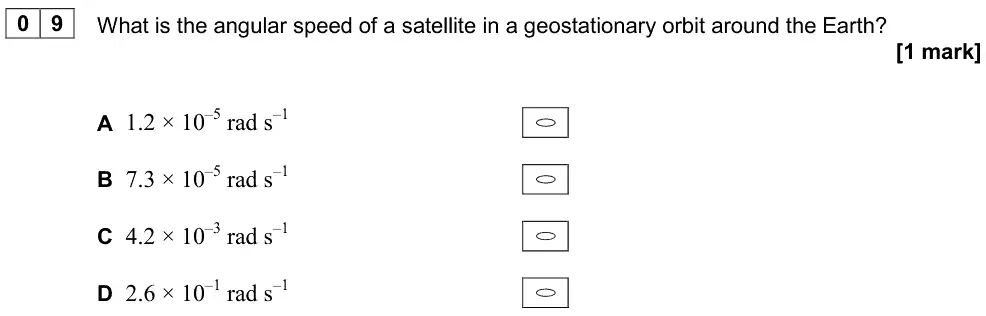 0 9 What is the angular speed of a satellite in a geostationary orbit around the Earth?
[1 mark]
A 1.2 × 10⁻⁵ rad s⁻¹
B 7.3 × 10⁻⁵ rad s⁻¹
C 4.2 × 10⁻³ rad s⁻¹
D 2.6 × 10⁻¹ rad s⁻¹